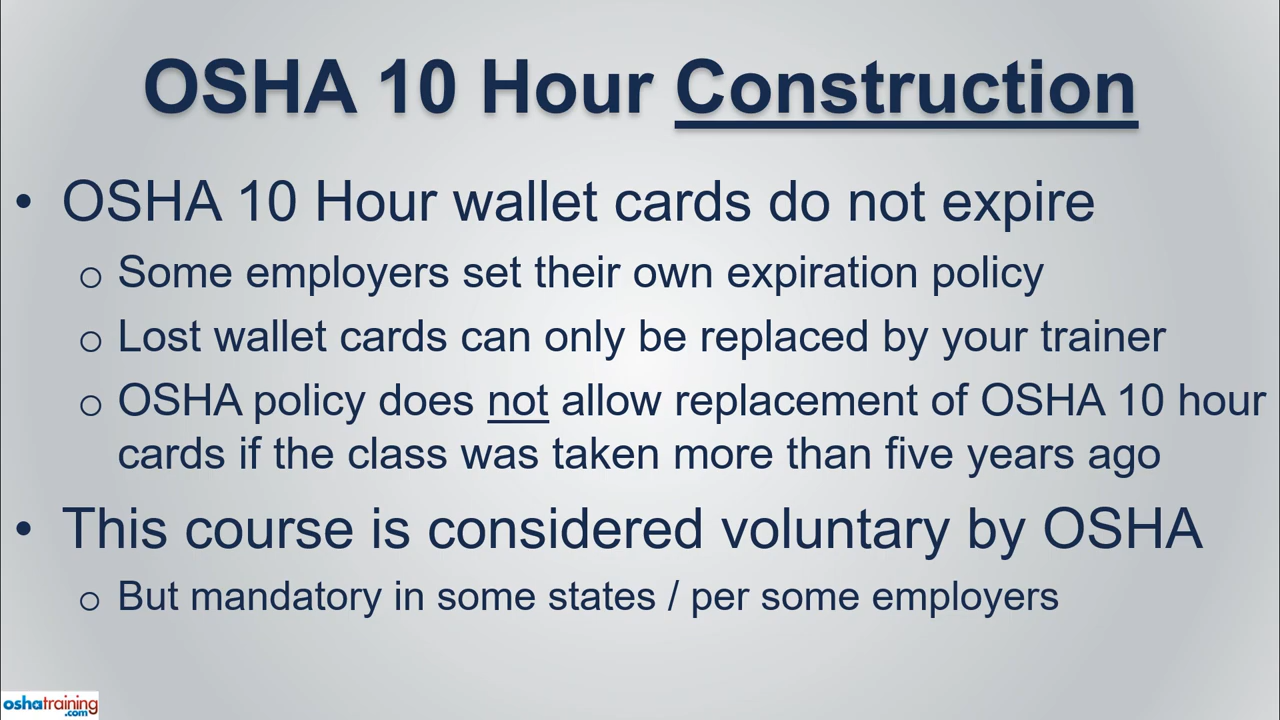 OSHA 10 Hour Construction
• OSHA 10 Hour wallet cards do not expire
o Some employers set their own expiration policy
o Lost wallet cards can only be replaced by your trainer
o OSHA policy does not allow replacement of OSHA 10 hour
cards if the class was taken more than five years ago
• This course is considered voluntary by OSHA
o But mandatory in some states / per some employers
oshatraining
.com